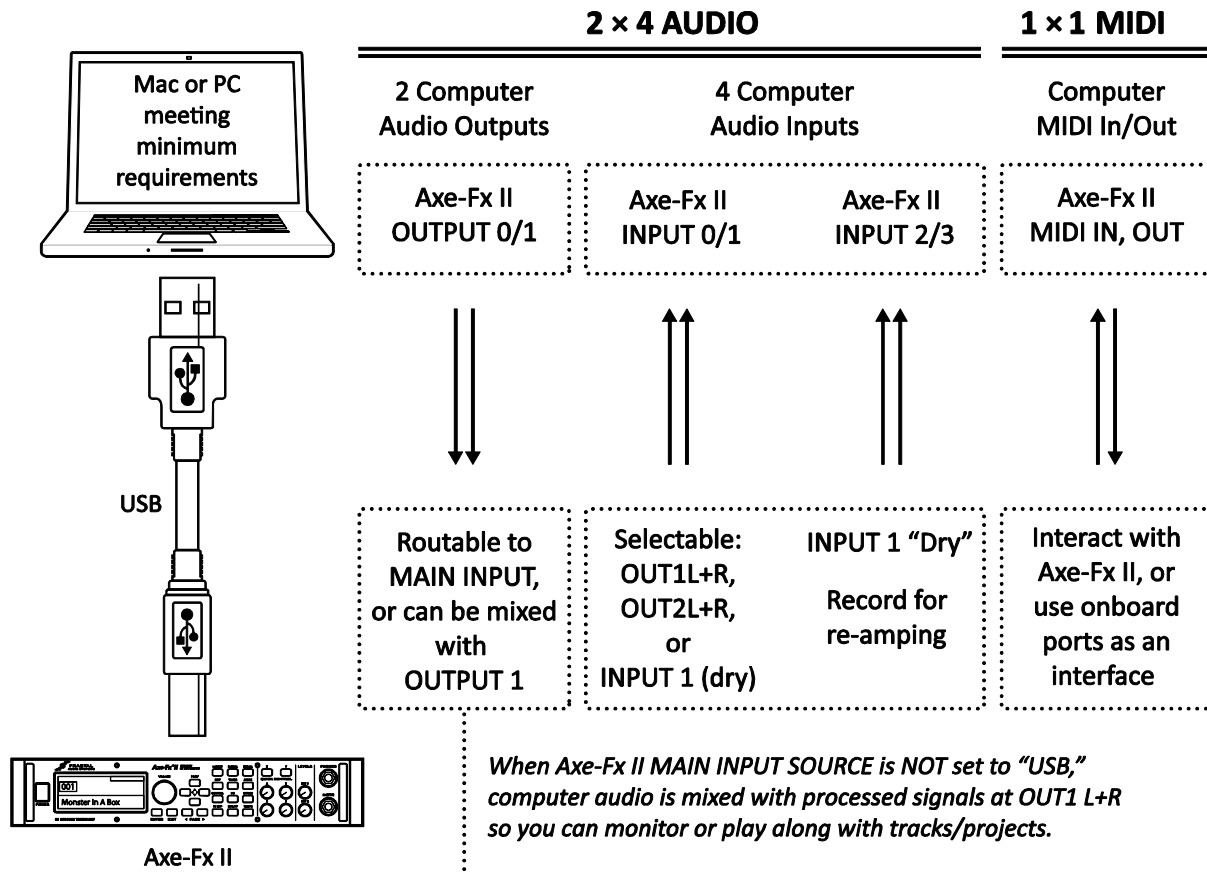 2 × 4 AUDIO
1 × 1 MIDI
Mac or PC
meeting
minimum
requirements
2 Computer
Audio Outputs
4 Computer
Audio Inputs
Computer
MIDI In/Out
Axe-Fx II
OUTPUT 0/1
Axe-Fx II
INPUT 0/1
Axe-Fx II
INPUT 2/3
Axe-Fx II
MIDI IN, OUT
USB
Routable to
MAIN INPUT,
or can be mixed
with
OUTPUT 1
Selectable:
OUT1L+R,
OUT2L+R,
or
INPUT 1 (dry)
INPUT 1 “Dry”
Record for
re-amping
Interact with
Axe-Fx II, or
use onboard
ports as an
interface
When Axe-Fx II MAIN INPUT SOURCE is NOT set to “USB,”
computer audio is mixed with processed signals at OUT1 L+R
so you can monitor or play along with tracks/projects.
001
Monster In A Box
Axe-Fx II
LEVELS
Axe-Fx II